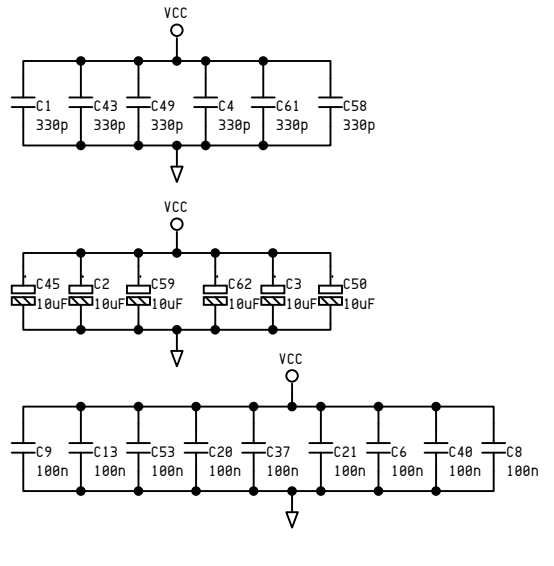 VCC
C1 C43 C49 C4 C61 C58
330p 330p 330p 330p 330p 330p
VCC
C45 C2 C59 C62 C3 C50
10uF 10uF 10uF 10uF 10uF 10uF
VCC
C9 C13 C53 C20 C37 C21 C6 C40 C8
100n 100n 100n 100n 100n 100n 100n 100n 100n